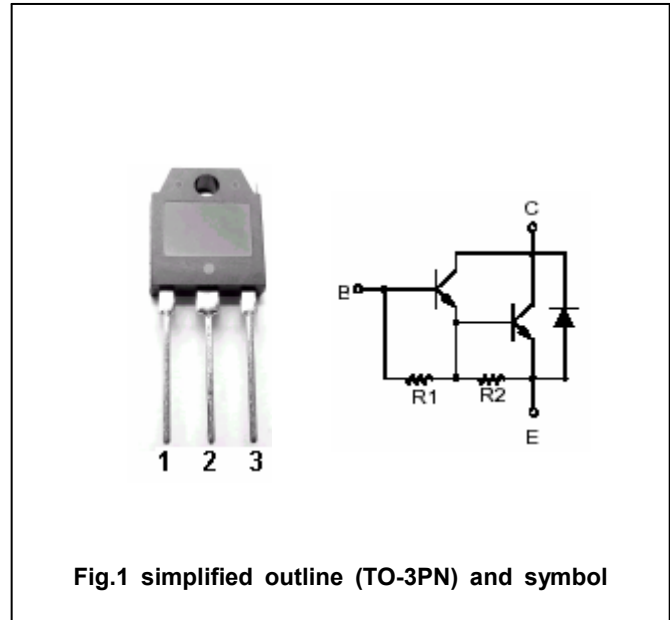 C
B
R1 R2
E
1 2 3
Fig.1 simplified outline (TO-3PN) and symbol